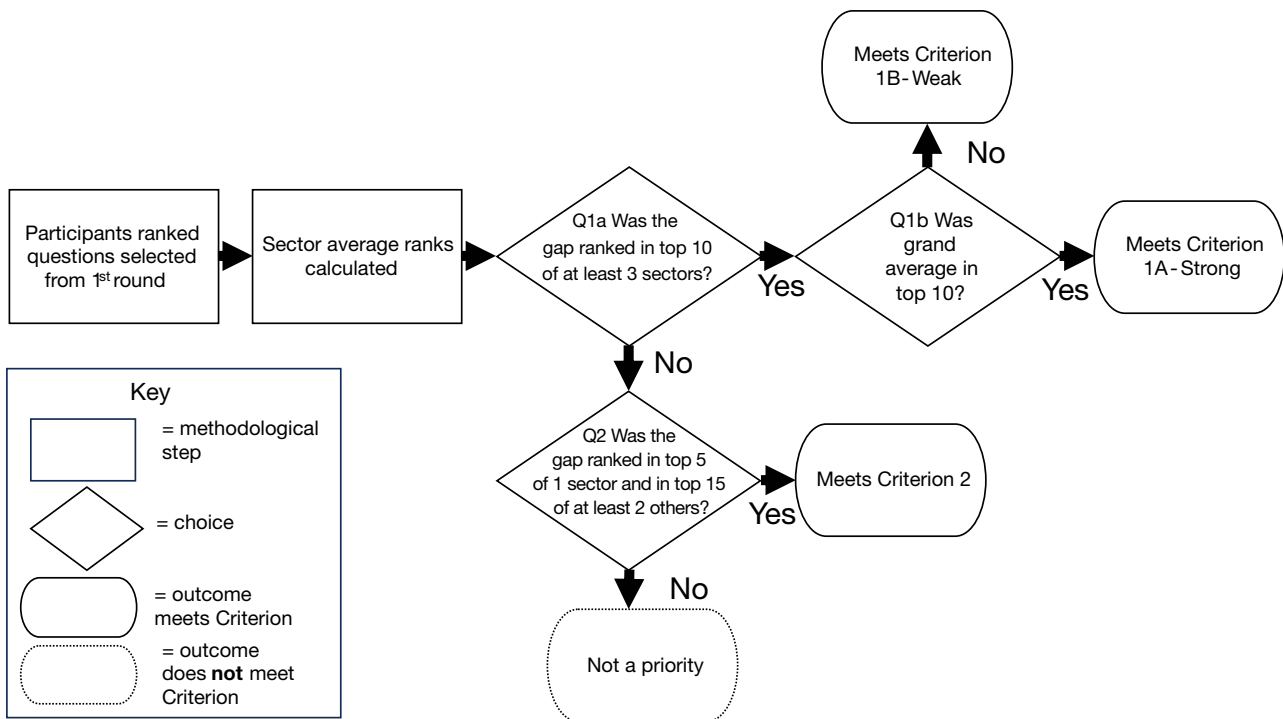 Meets Criterion
1B-Weak
No
Participants ranked
questions selected
from 1st round
Sector average ranks
calculated
Q1a Was the
gap ranked in top 10
of at least 3 sectors?
Yes
Q1b Was
grand
average in
top 10?
Yes
Meets Criterion
1A-Strong
No
Q2 Was the
gap ranked in top 5
of 1 sector and in top 15
of at least 2 others?
Yes
Meets Criterion 2
No
Not a priority
Key
= methodological
step
= choice
= outcome
meets Criterion
= outcome
does not meet
Criterion